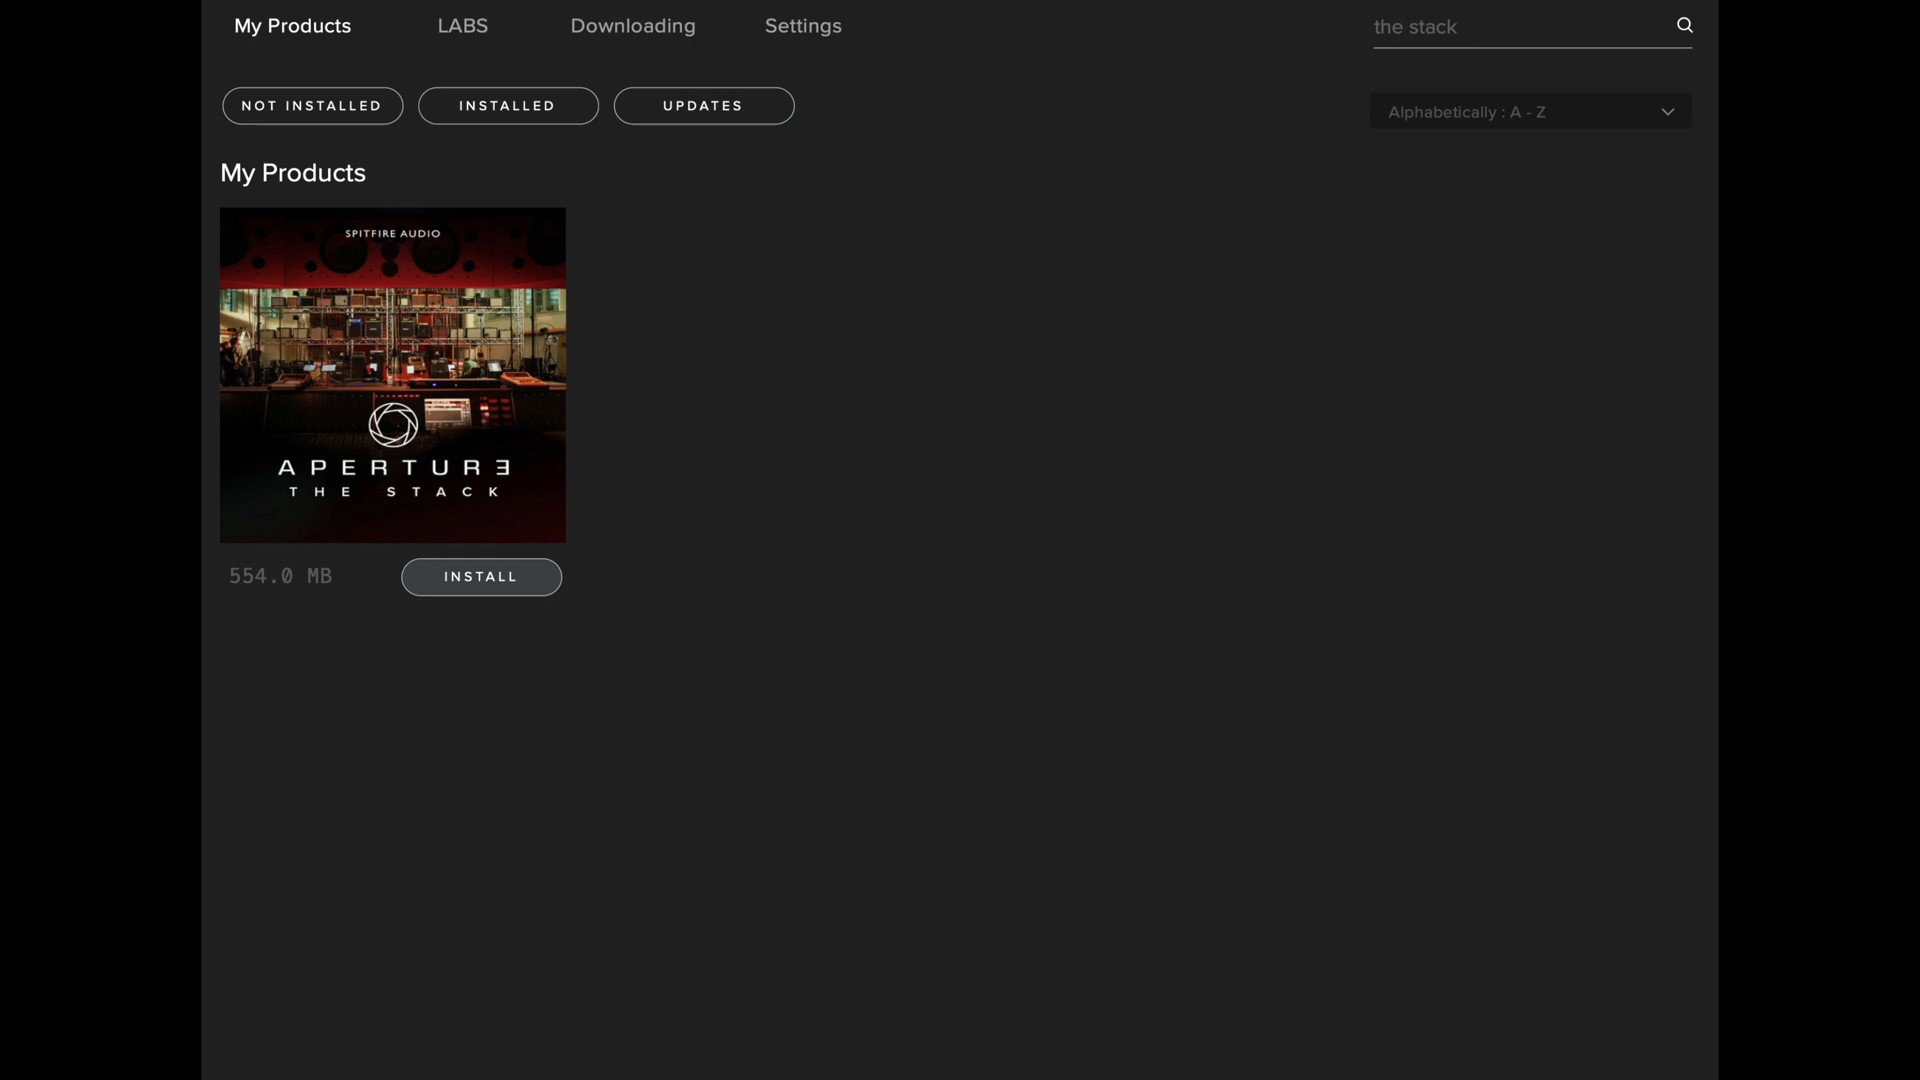 My Products
LABS
Downloading
Settings
the stack
NOT INSTALLED
INSTALLED
UPDATES
Alphabetically : A - Z
My Products
SPITFIRE AUDIO
APERTURE
THE STACK
554.0 MB
INSTALL